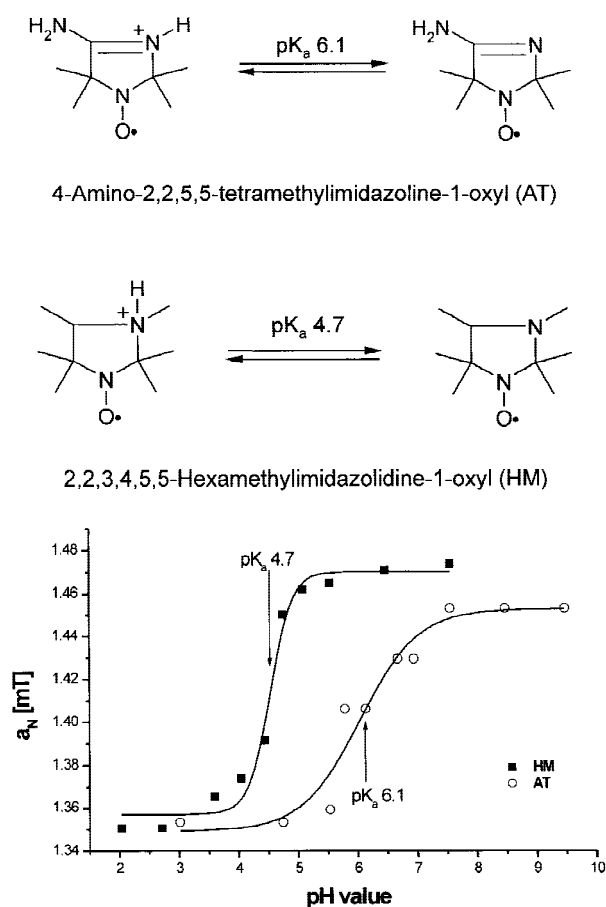 H₂N + N H pKₐ 6.1 H₂N N
N N
O• O•
4-Amino-2,2,5,5-tetramethylimidazoline-1-oxyl (AT)
H
+ N pKₐ 4.7 N
N N
O• O•
2,2,3,4,5,5-Hexamethylimidazolidine-1-oxyl (HM)
1.48
pKₐ 4.7
1.46
1.44
1.42
aN [mT]
1.40
HM
AT
1.38
pKₐ 6.1
1.36
1.34
2 3 4 5 6 7 8 9 10
pH value